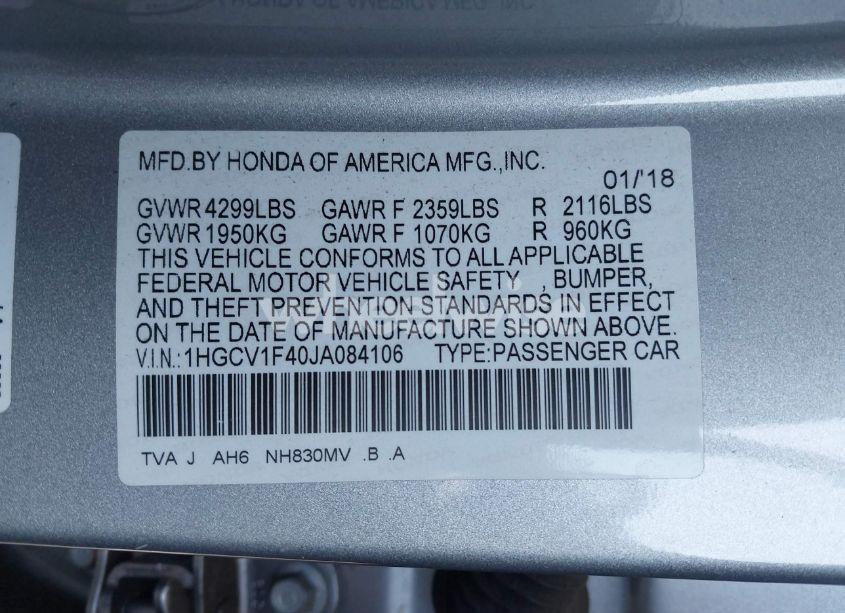 MFD.BY HONDA OF AMERICA MFG.,INC.
01/'18
GVWR 4299LBS GAWR F 2359LBS R 2116LBS
GVWR 1950KG GAWR F 1070KG R 960KG
THIS VEHICLE CONFORMS TO ALL APPLICABLE
FEDERAL MOTOR VEHICLE SAFETY , BUMPER,
AND THEFT PREVENTION STANDARDS IN EFFECT
ON THE DATE OF MANUFACTURE SHOWN ABOVE.
V.I.N.:1HGCV1F40JA084106 TYPE:PASSENGER CAR
TVA J AH6 NH830MV .B .A